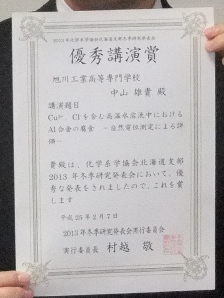 2013年化学系学協会北海道支部冬季研究発表会
優秀講演賞
旭川工業高等専門学校
中山 雄貴 殿
講演題目
Cu²⁺、Cl⁻を含む高温水溶液中における
Al合金の腐食 －自然電位測定による評
価－
貴殿は、化学系学協会北海道支部
2013年冬季研究発表会において、優
秀な発表をされましたので、これを賞
します
平成25年2月7日
2013年冬季研究発表会実行委員会
実行委員長 村越 敬